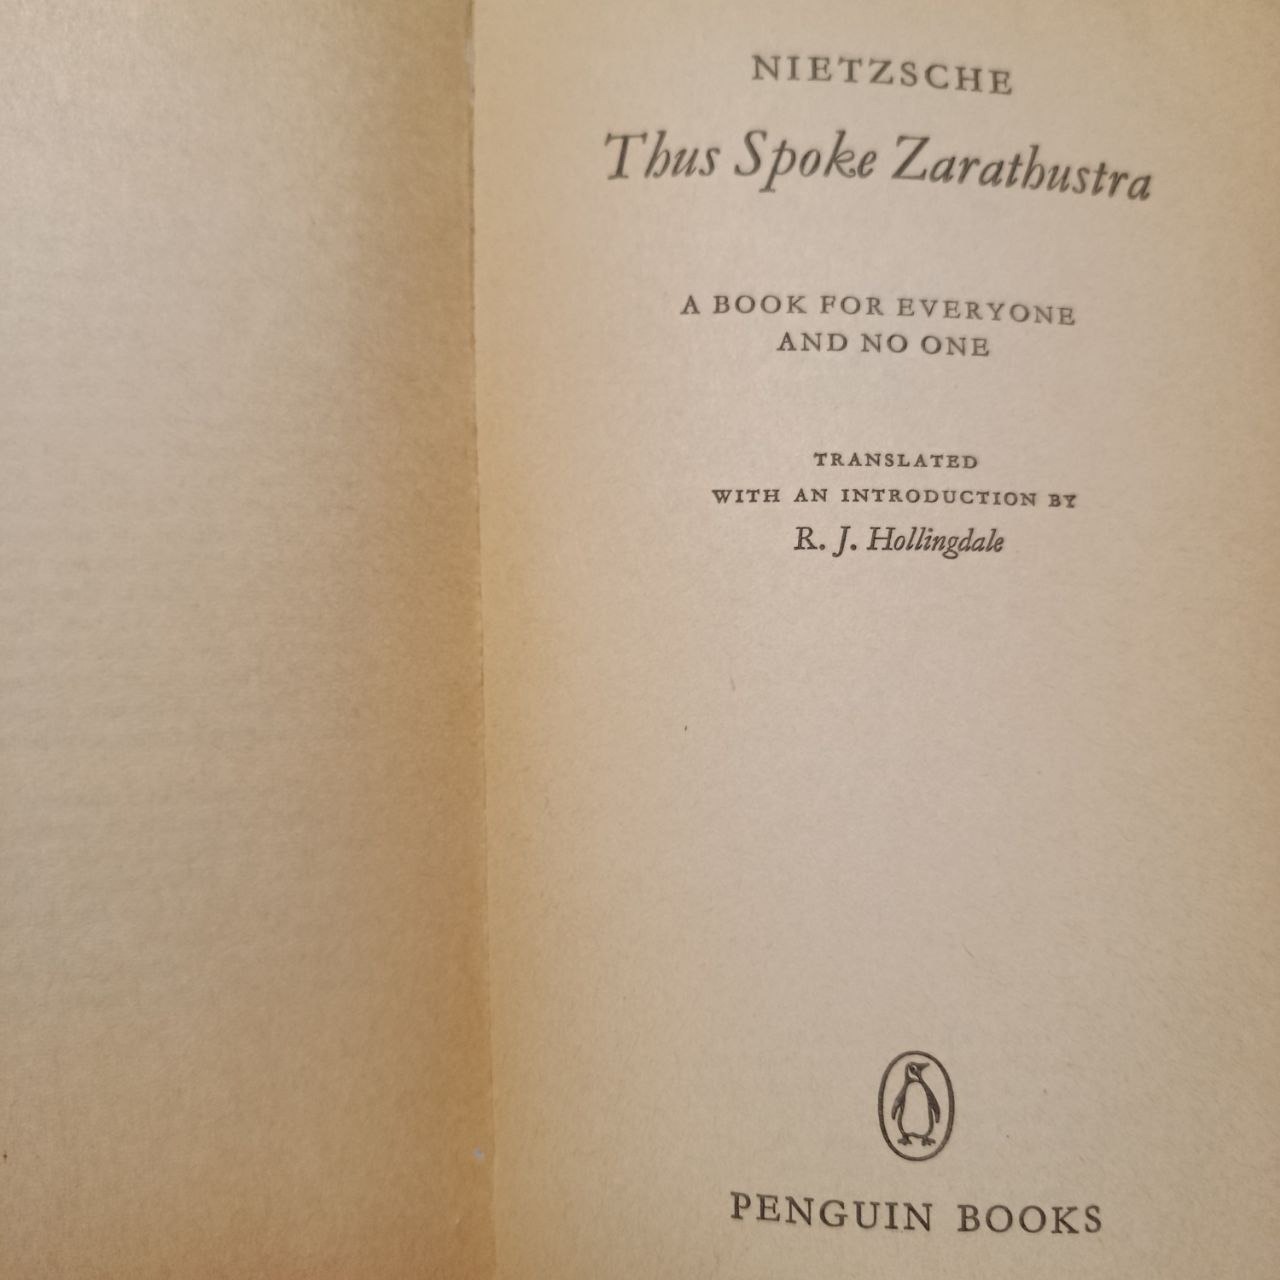 NIETZSCHE
Thus Spoke Zarathustra
A BOOK FOR EVERYONE
AND NO ONE
TRANSLATED
WITH AN INTRODUCTION BY
R. J. Hollingdale
PENGUIN BOOKS